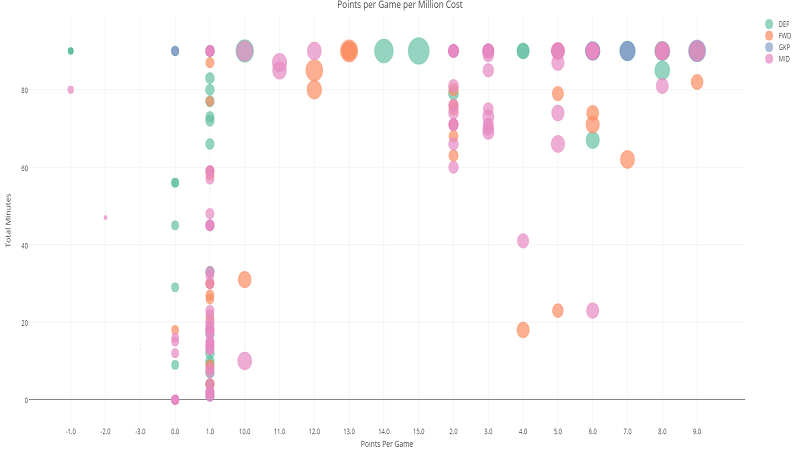 Points per Game per Million Cost
DEF
FWD
GKP
MID
Total Minutes
80
60
40
20
0
-1.0 -2.0 -3.0 0.0 1.0 10.0 11.0 12.0 13.0 14.0 15.0 2.0 3.0 4.0 5.0 6.0 7.0 8.0 9.0
Points Per Game